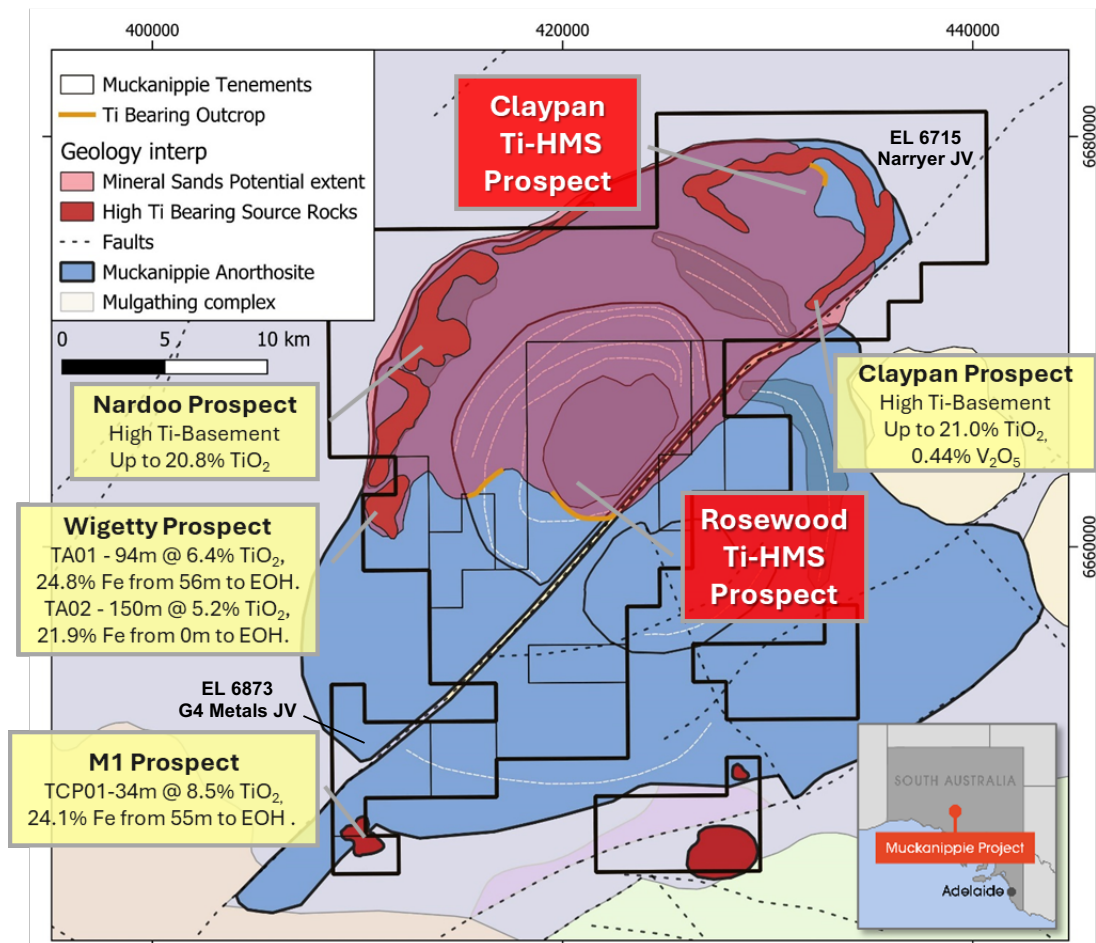 400000
420000
440000
Muckanippie Tenements
Ti Bearing Outcrop
Geology interp
Mineral Sands Potential extent
High Ti Bearing Source Rocks
Faults
Muckanippie Anorthosite
Mulgathing complex
0 5 10 km
Claypan
Ti-HMS
Prospect
EL 6715
Narryer JV
6680000
6660000
Nardoo Prospect
High Ti-Basement
Up to 20.8% TiO₂
Claypan Prospect
High Ti-Basement
Up to 21.0% TiO₂,
0.44% V₂O₅
Wigetty Prospect
TA01 - 94m @ 6.4% TiO₂,
24.8% Fe from 56m to EOH.
TA02 - 150m @ 5.2% TiO₂,
21.9% Fe from 0m to EOH.
Rosewood
Ti-HMS
Prospect
EL 6873
G4 Metals JV
M1 Prospect
TCP01-34m @ 8.5% TiO₂,
24.1% Fe from 55m to EOH .
SOUTH AUSTRALIA
Muckanippie Project
Adelaide